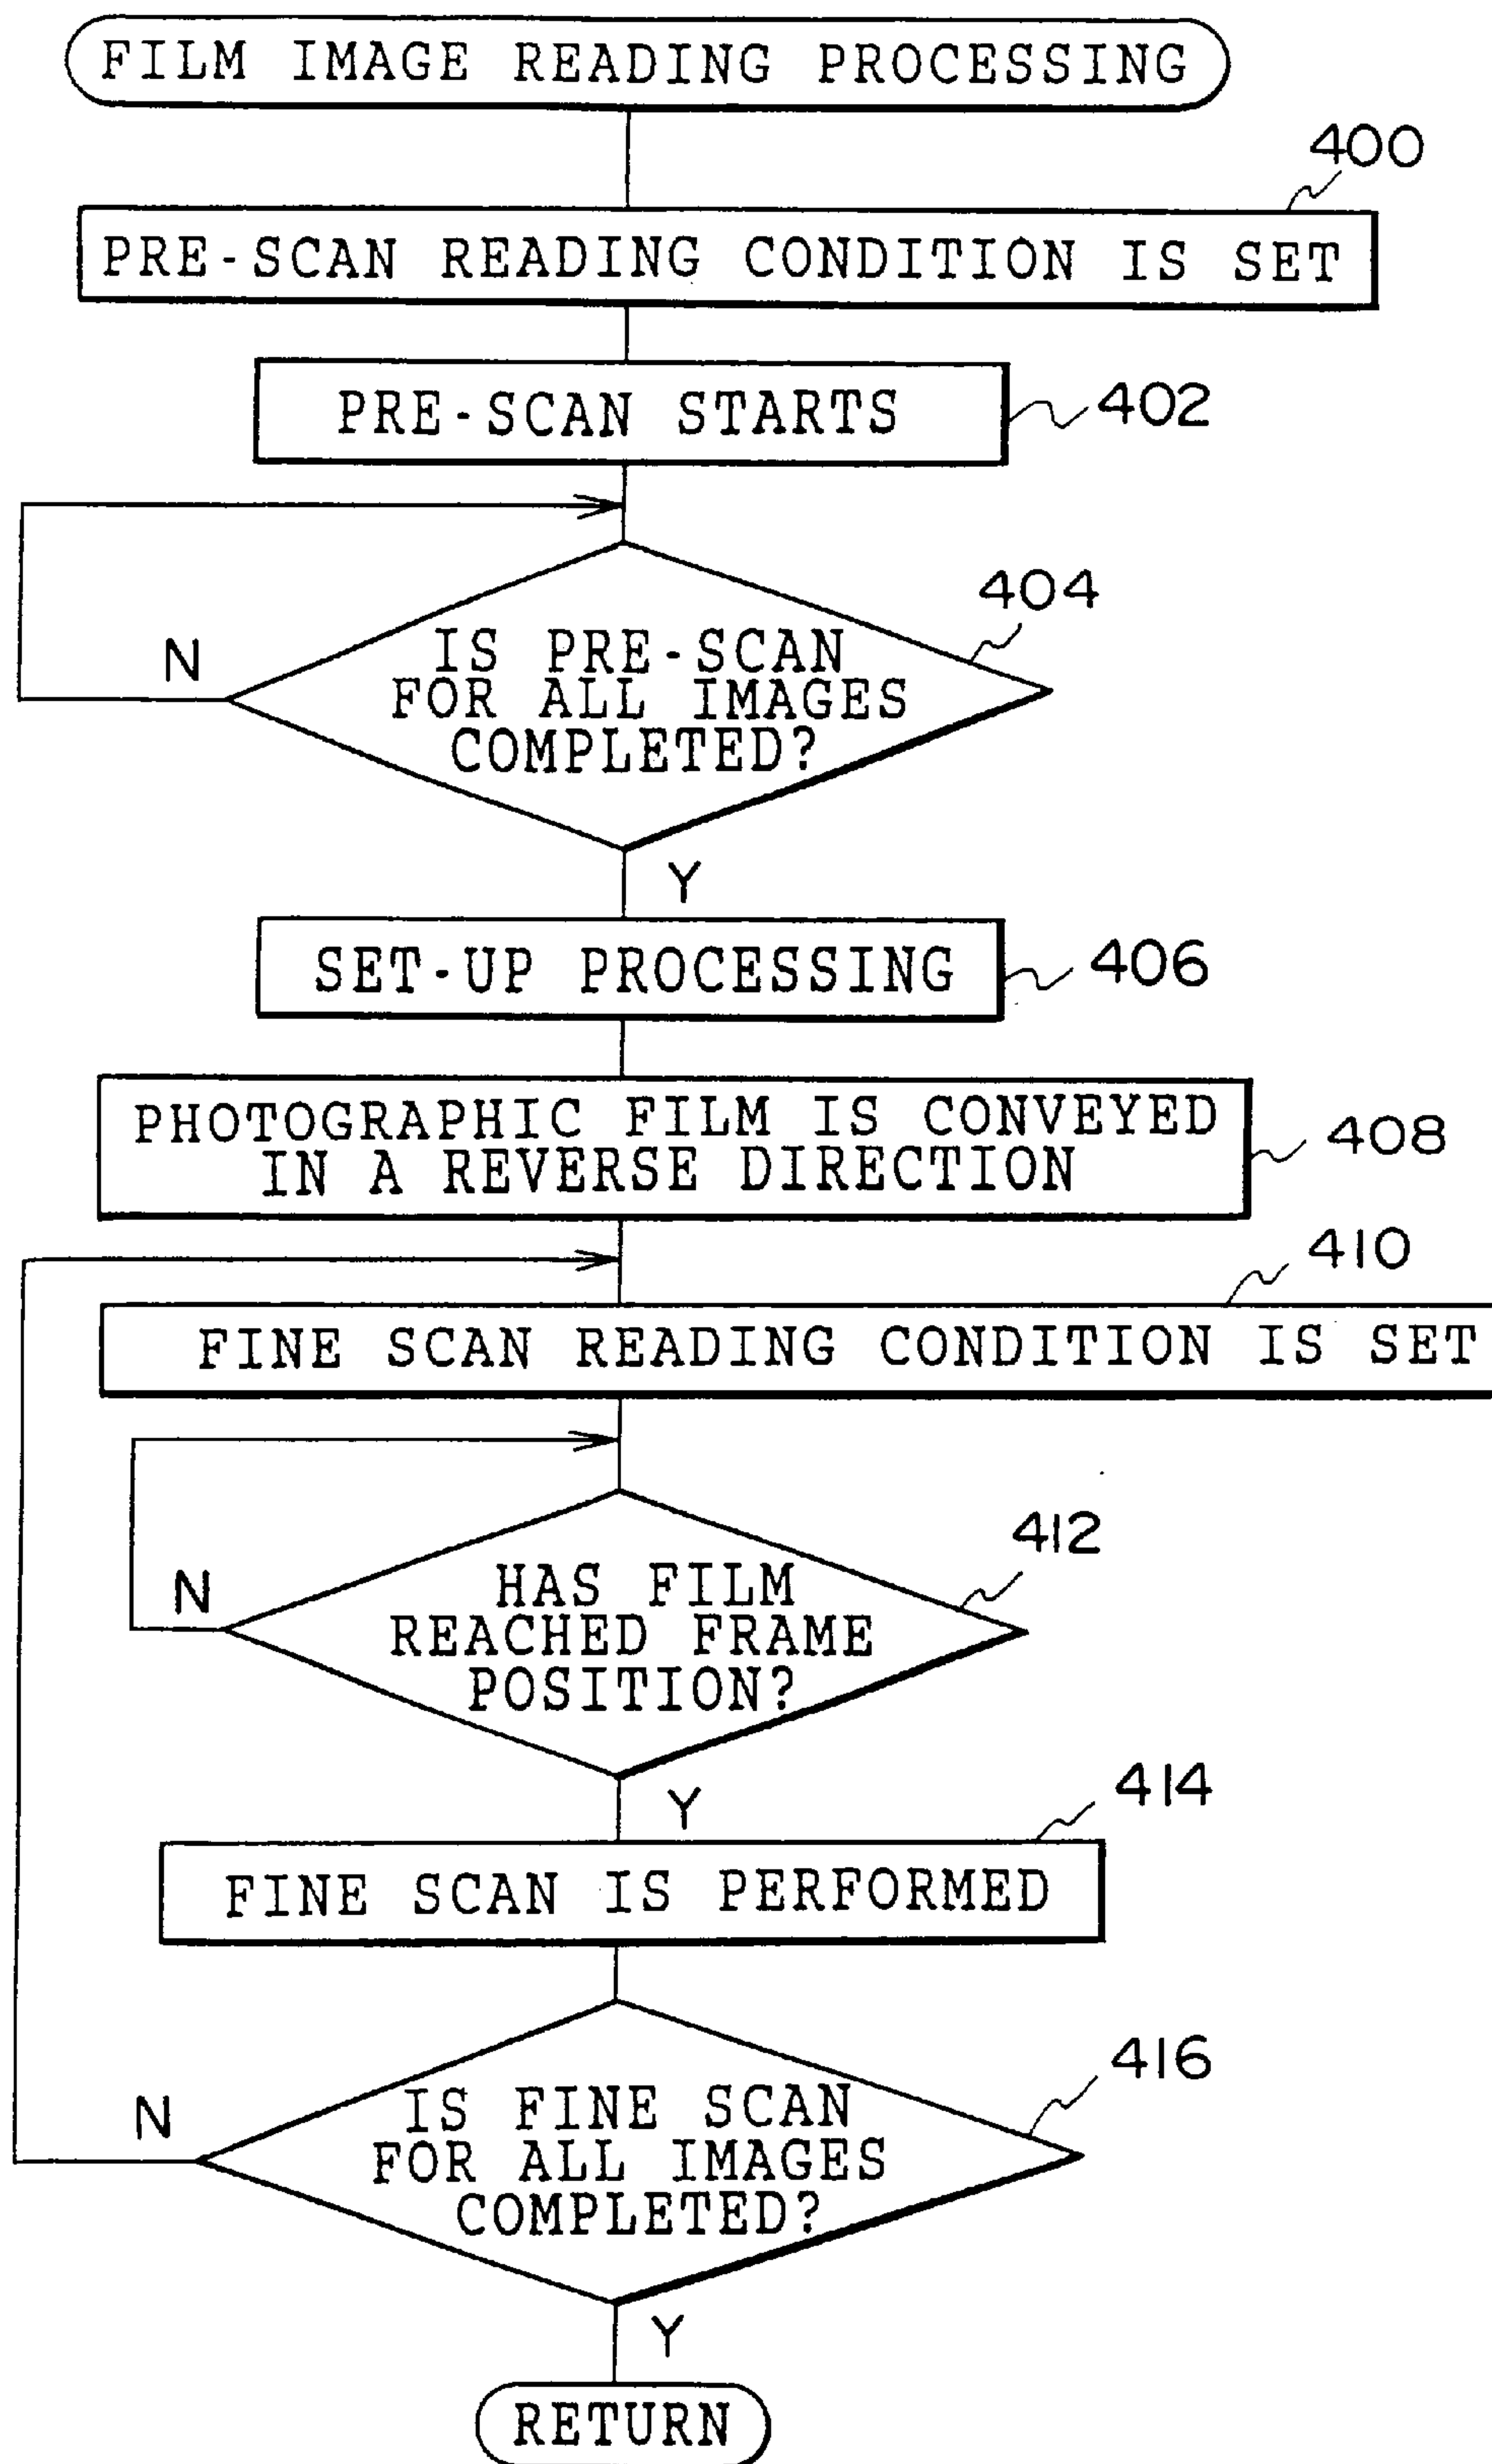 FILM IMAGE READING PROCESSING
400
PRE-SCAN READING CONDITION IS SET
PRE-SCAN STARTS
402
404
N
IS PRE-SCAN
FOR ALL IMAGES
COMPLETED?
Y
SET-UP PROCESSING
406
PHOTOGRAPHIC FILM IS CONVEYED
IN A REVERSE DIRECTION
408
410
FINE SCAN READING CONDITION IS SET
412
N
HAS FILM
REACHED FRAME
POSITION?
Y
414
FINE SCAN IS PERFORMED
416
N
IS FINE SCAN
FOR ALL IMAGES
COMPLETED?
Y
RETURN